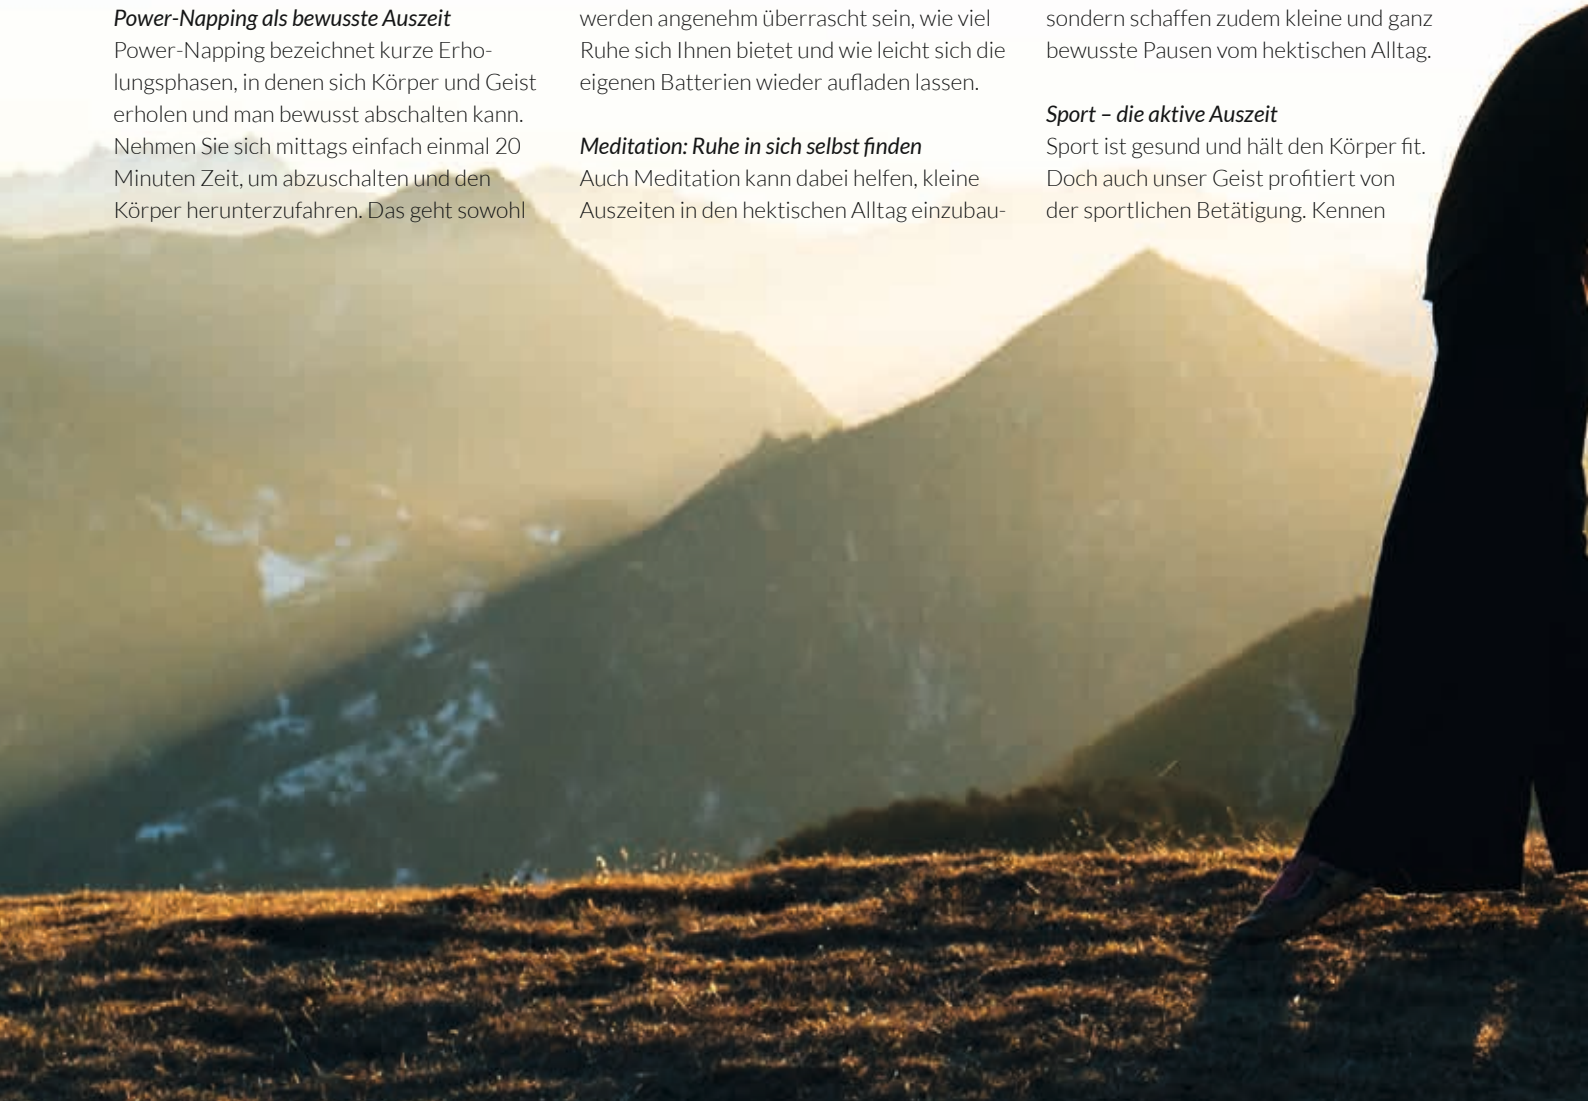 Power-Napping als bewusste Auszeit
Power-Napping bezeichnet kurze Erho-
lungsphasen, in denen sich Körper und Geist
erholen und man bewusst abschalten kann.
Nehmen Sie sich mittags einfach einmal 20
Minuten Zeit, um abzuschalten und den
Körper herunterzufahren. Das geht sowohl
werden angenehm überrascht sein, wie viel
Ruhe sich Ihnen bietet und wie leicht sich die
eigenen Batterien wieder aufladen lassen.
Meditation: Ruhe in sich selbst finden
Auch Meditation kann dabei helfen, kleine
Auszeiten in den hektischen Alltag einzubau-
sondern schaffen zudem kleine und ganz
bewusste Pausen vom hektischen Alltag.
Sport – die aktive Auszeit
Sport ist gesund und hält den Körper fit.
Doch auch unser Geist profitiert von
der sportlichen Betätigung. Kennen